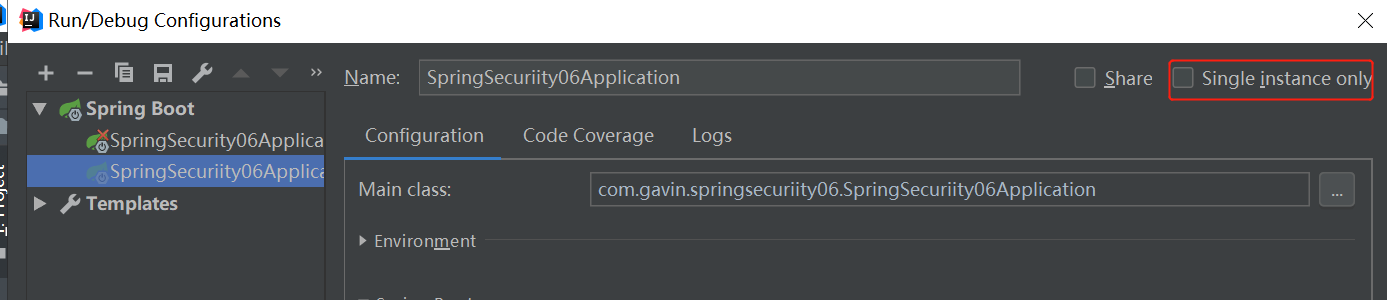 IJ Run/Debug Configurations
Name: SpringSecuriity06Application Share Single instance only
Spring Boot
SpringSecurity06Applica
SpringSecuriity06Applica
Templates
Configuration Code Coverage Logs
Main class: com.gavin.springsecuriity06.SpringSecuriity06Application ...
Environment
Project